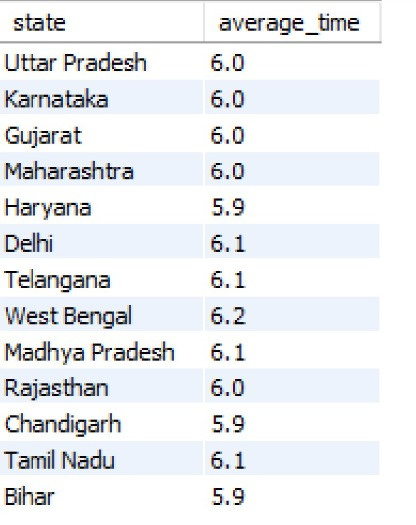 state average_time
Uttar Pradesh 6.0
Karnataka 6.0
Gujarat 6.0
Maharashtra 6.0
Haryana 5.9
Delhi 6.1
Telangana 6.1
West Bengal 6.2
Madhya Pradesh 6.1
Rajasthan 6.0
Chandigarh 5.9
Tamil Nadu 6.1
Bihar 5.9